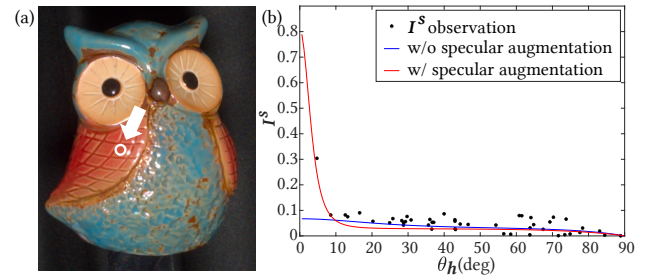 (a)
(b)
I^S observation
w/o specular augmentation
w/ specular augmentation
I^S
0.8
0.7
0.6
0.5
0.4
0.3
0.2
0.1
0
0 10 20 30 40 50 60 70 80 90
θ_h(deg)